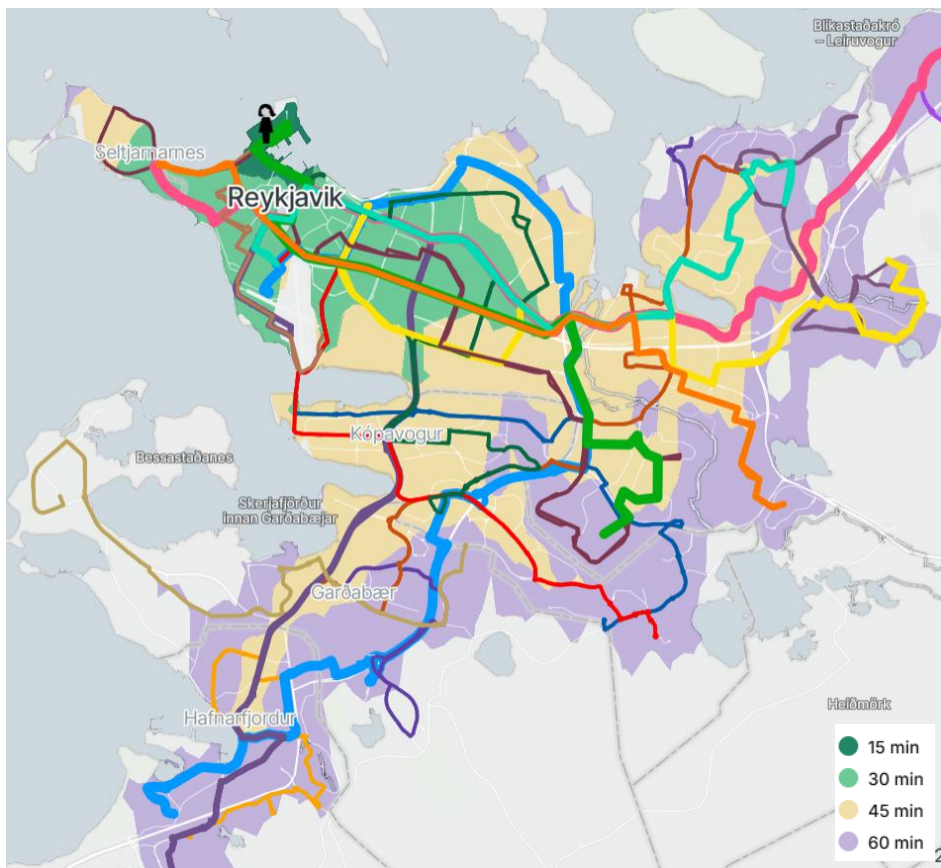 Blikastaðakró
– Leiruvogur
Seltjarnarnes
Reykjavik
Kópavogur
Bessastaðanes
Skerjafjörður
innan Garðabæjar
Garðabær
Hafnarfjordur
Heiðmörk
15 min
30 min
45 min
60 min